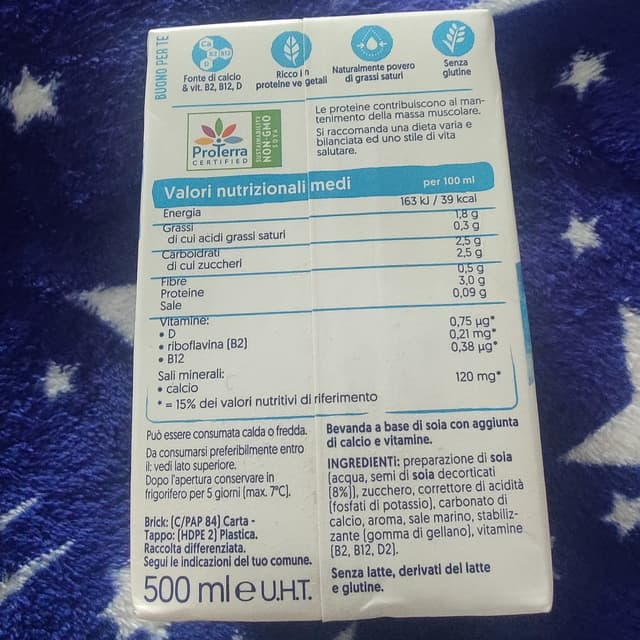 BUONO PER TE
Ca
B2 B12
D
Fonte di calcio
& vit. B2, B12, D
Ricco in
proteine vegetali
Naturalmente povero
di grassi saturi
Senza
glutine
ProTerra
CERTIFIED
SUSTAINABILITY
NON-GMO
SOYA
Le proteine contribuiscono al man-
tenimento della massa muscolare.
Si raccomanda una dieta varia e
bilanciata ed uno stile di vita
salutare.
Valori nutrizionali medi per 100 ml
Energia 163 kJ / 39 kcal
Grassi 1,8 g
di cui acidi grassi saturi 0,3 g
Carboidrati 2,5 g
di cui zuccheri 2,5 g
Fibre 0,5 g
Proteine 3,0 g
Sale 0,09 g
Vitamine:
• D 0,75 µg*
• riboflavina (B2) 0,21 mg*
• B12 0,38 µg*
Sali minerali:
• calcio 120 mg*
* = 15% dei valori nutritivi di riferimento
Può essere consumata calda o fredda.
Da consumarsi preferibilmente entro
il: vedi lato superiore.
Dopo l'apertura conservare in
frigorifero per 5 giorni (max. 7°C).
Brick: (C/PAP 84) Carta -
Tappo: (HDPE 2) Plastica.
Raccolta differenziata.
Segui le indicazioni del tuo comune.
500 ml e U.H.T.
Bevanda a base di soia con aggiunta
di calcio e vitamine.
INGREDIENTI: preparazione di soia
(acqua, semi di soia decorticati
(8%)), zucchero, correttore di acidità
(fosfati di potassio), carbonato di
calcio, aroma, sale marino, stabiliz-
zante (gomma di gellano), vitamine
(B2, B12, D2).
Senza latte, derivati del latte
e glutine.